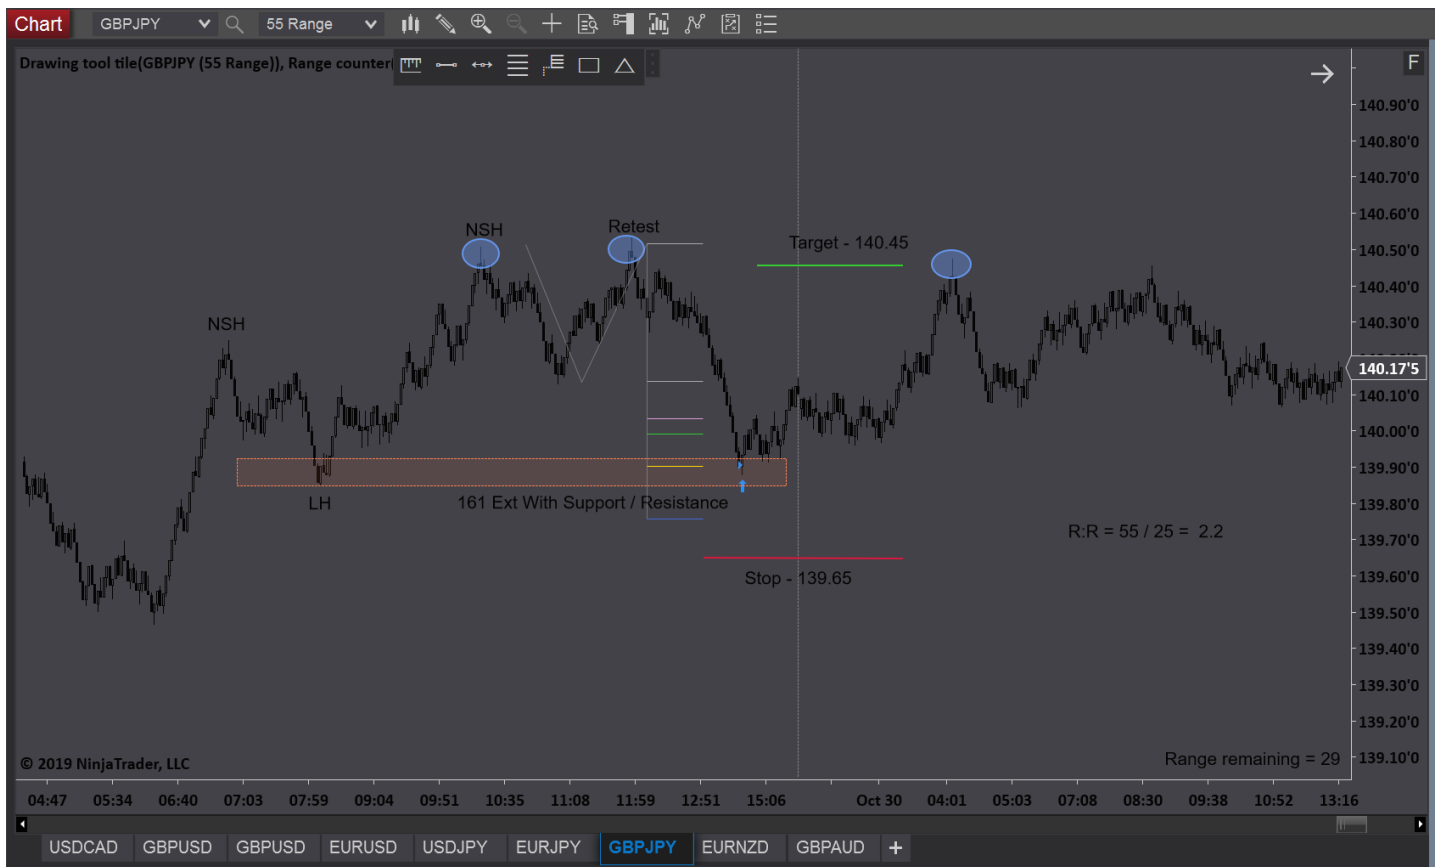 Chart
GBPJPY
55 Range
Drawing tool tile(GBPJPY (55 Range)), Range counter(
F
140.90'0
140.80'0
140.70'0
140.60'0
140.50'0
140.40'0
140.30'0
140.17'5
140.10'0
140.00'0
139.90'0
139.80'0
139.70'0
139.60'0
139.50'0
139.40'0
139.30'0
139.20'0
139.10'0
NSH
NSH
Retest
Target - 140.45
LH
161 Ext With Support / Resistance
R:R = 55 / 25 = 2.2
Stop - 139.65
© 2019 NinjaTrader, LLC
Range remaining = 29
04:47 05:34 06:40 07:03 07:59 09:04 09:51 10:35 11:08 11:59 12:51 15:06 Oct 30 04:01 05:03 07:08 08:30 09:38 10:52 13:16
USDCAD GBPUSD GBPUSD EURUSD USDJPY EURJPY GBPJPY EURNZD GBPAUD +